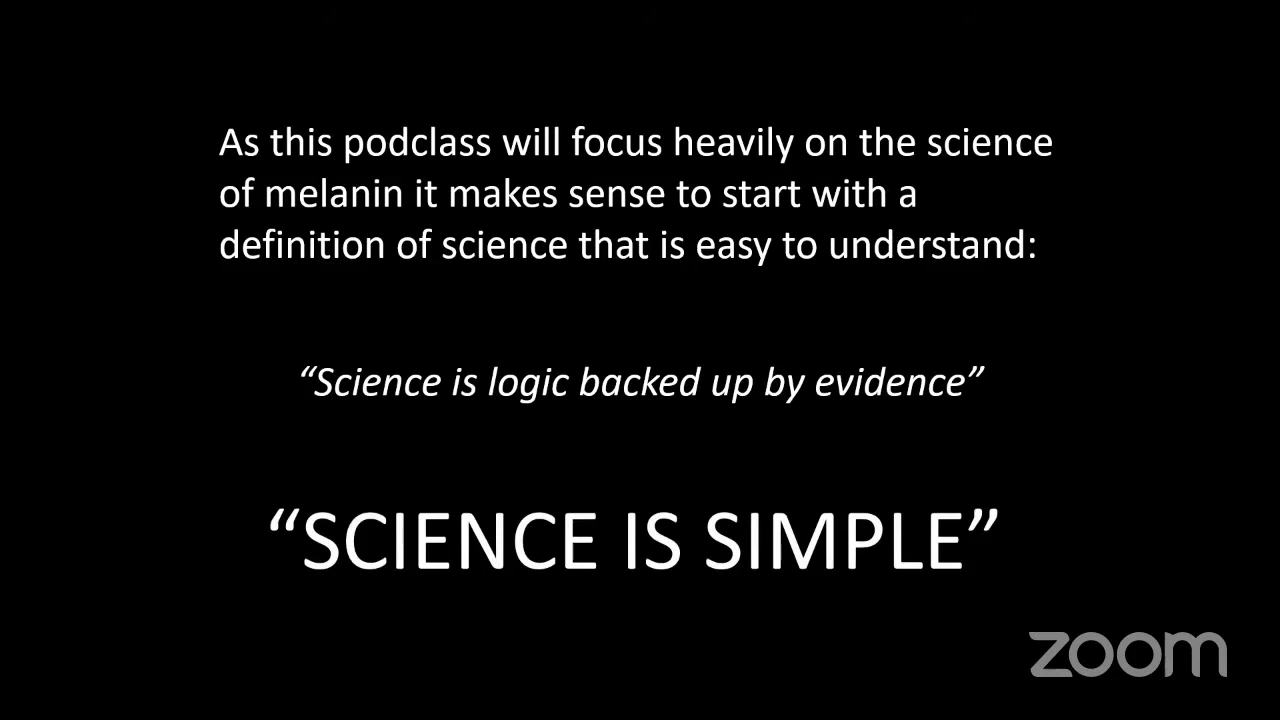 As this podclass will focus heavily on the science
of melanin it makes sense to start with a
definition of science that is easy to understand:
“Science is logic backed up by evidence”
“SCIENCE IS SIMPLE”
zoom